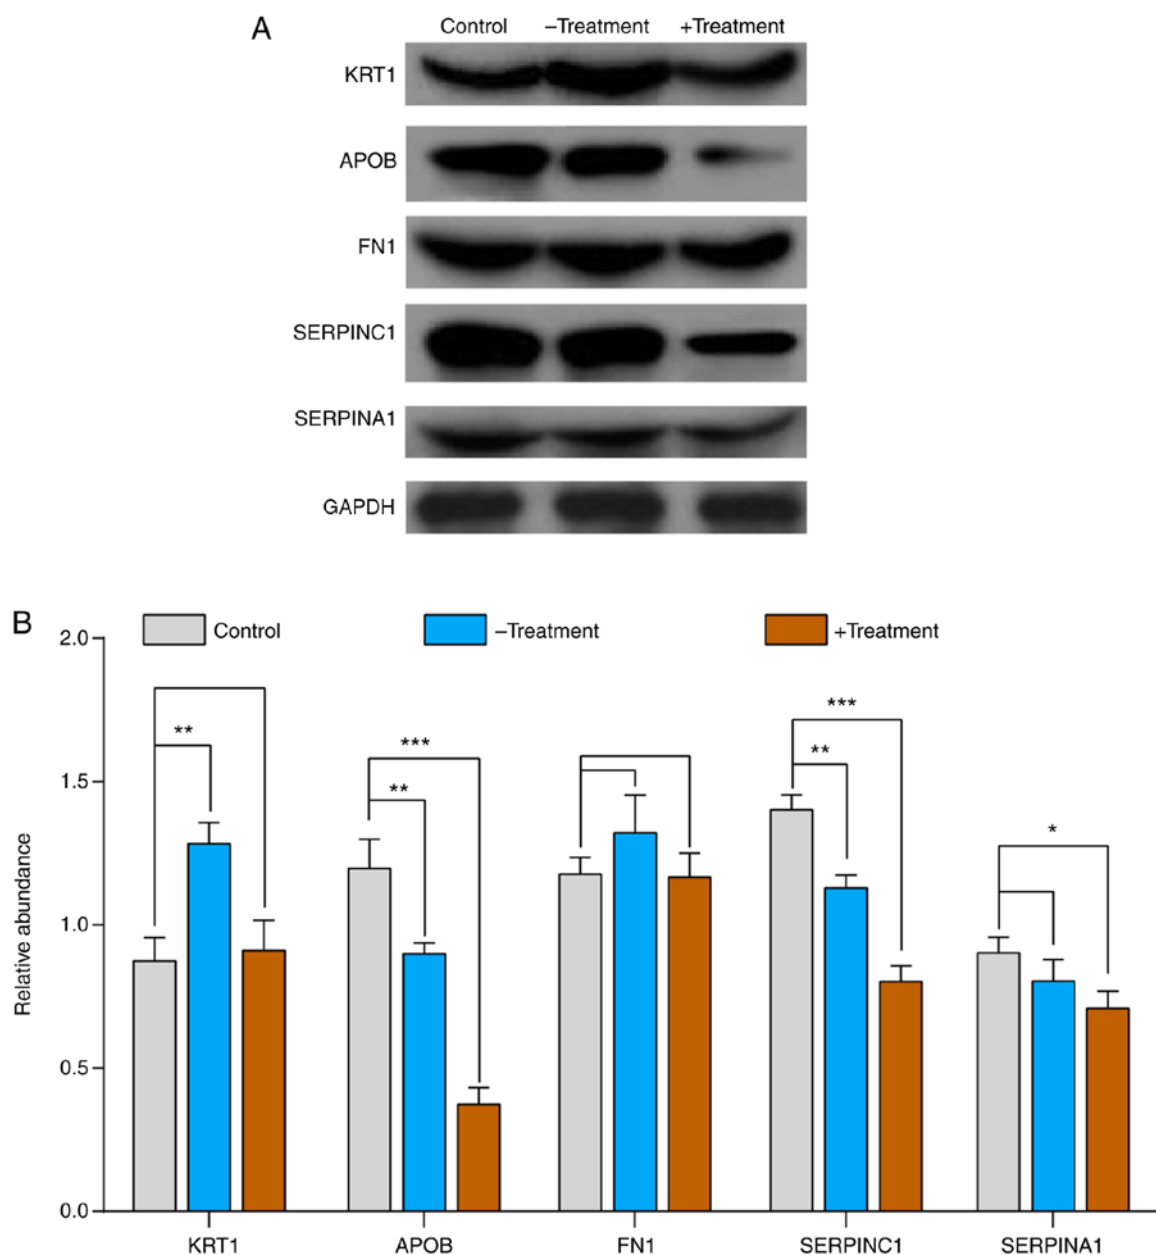 A
Control –Treatment +Treatment
KRT1
APOB
FN1
SERPINC1
SERPINA1
GAPDH
B
Control –Treatment +Treatment
2.0
1.5
1.0
0.5
0.0
Relative abundance
**
***
**
***
**
*
KRT1 APOB FN1 SERPINC1 SERPINA1